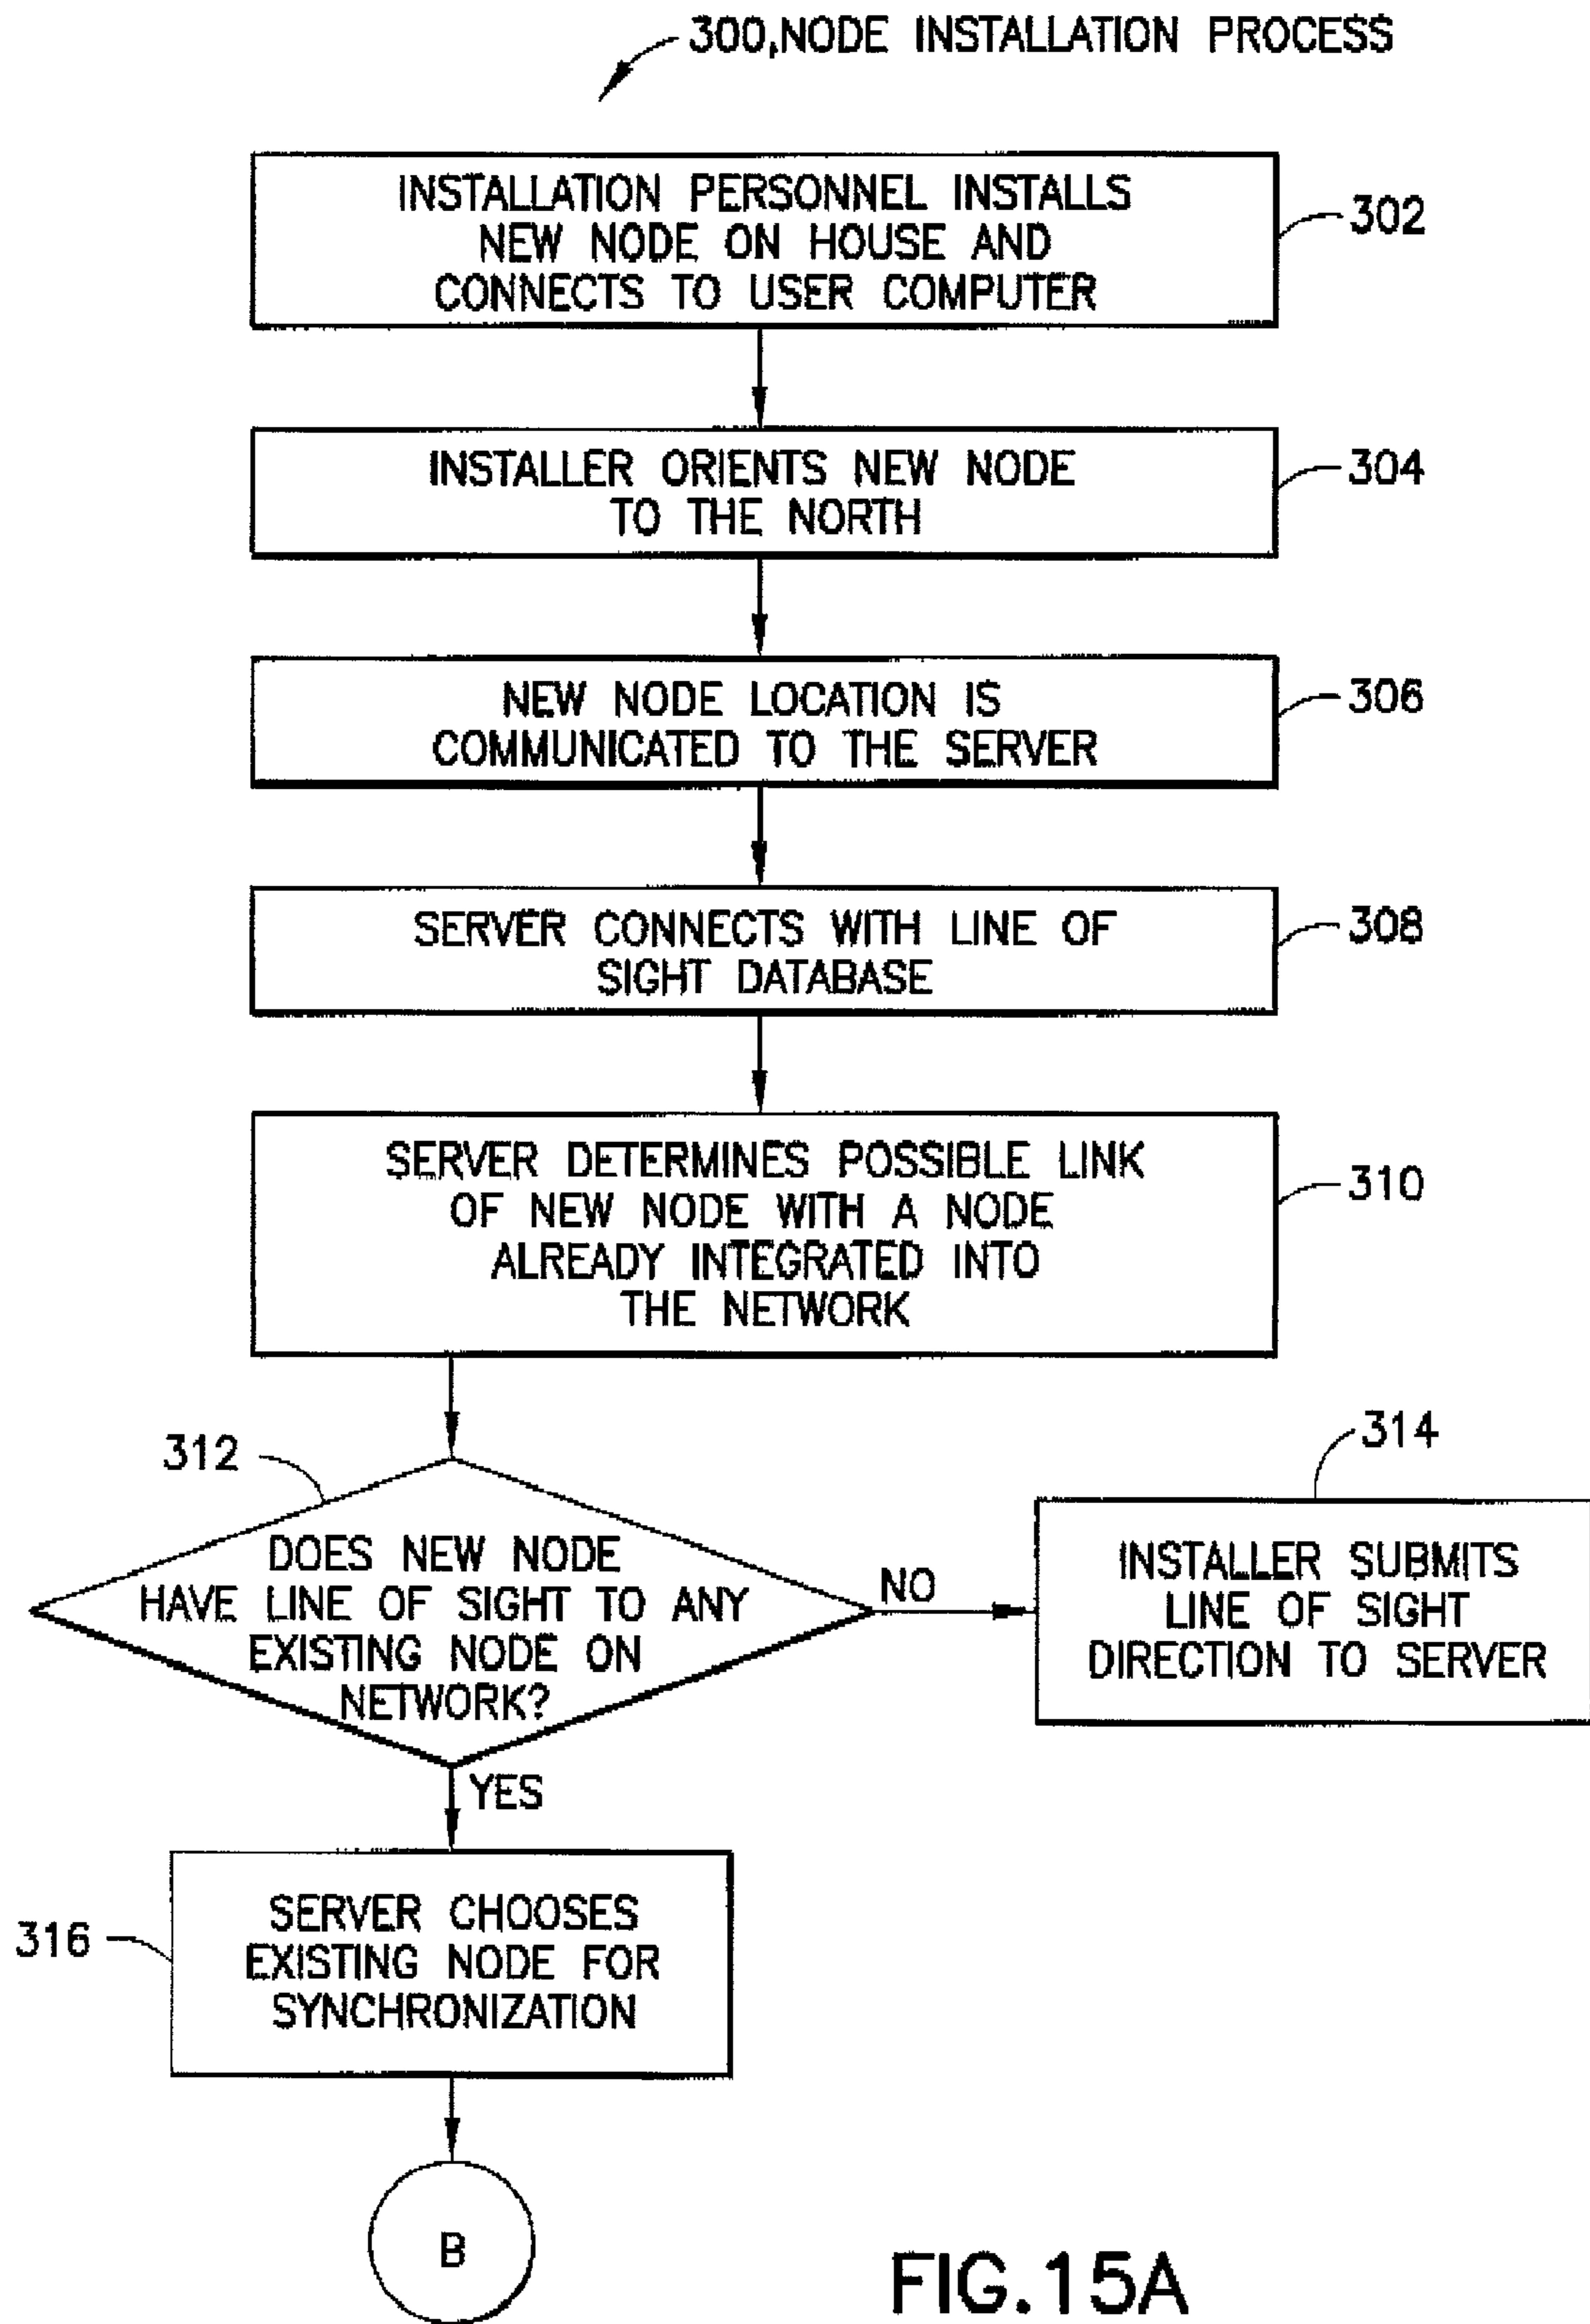 300, NODE INSTALLATION PROCESS
INSTALLATION PERSONNEL INSTALLS
NEW NODE ON HOUSE AND
CONNECTS TO USER COMPUTER
302
INSTALLER ORIENTS NEW NODE
TO THE NORTH
304
NEW NODE LOCATION IS
COMMUNICATED TO THE SERVER
306
SERVER CONNECTS WITH LINE OF
SIGHT DATABASE
308
SERVER DETERMINES POSSIBLE LINK
OF NEW NODE WITH A NODE
ALREADY INTEGRATED INTO
THE NETWORK
310
312
DOES NEW NODE
HAVE LINE OF SIGHT TO ANY
EXISTING NODE ON
NETWORK?
NO
314
INSTALLER SUBMITS
LINE OF SIGHT
DIRECTION TO SERVER
YES
316
SERVER CHOOSES
EXISTING NODE FOR
SYNCHRONIZATION
B
FIG.15A